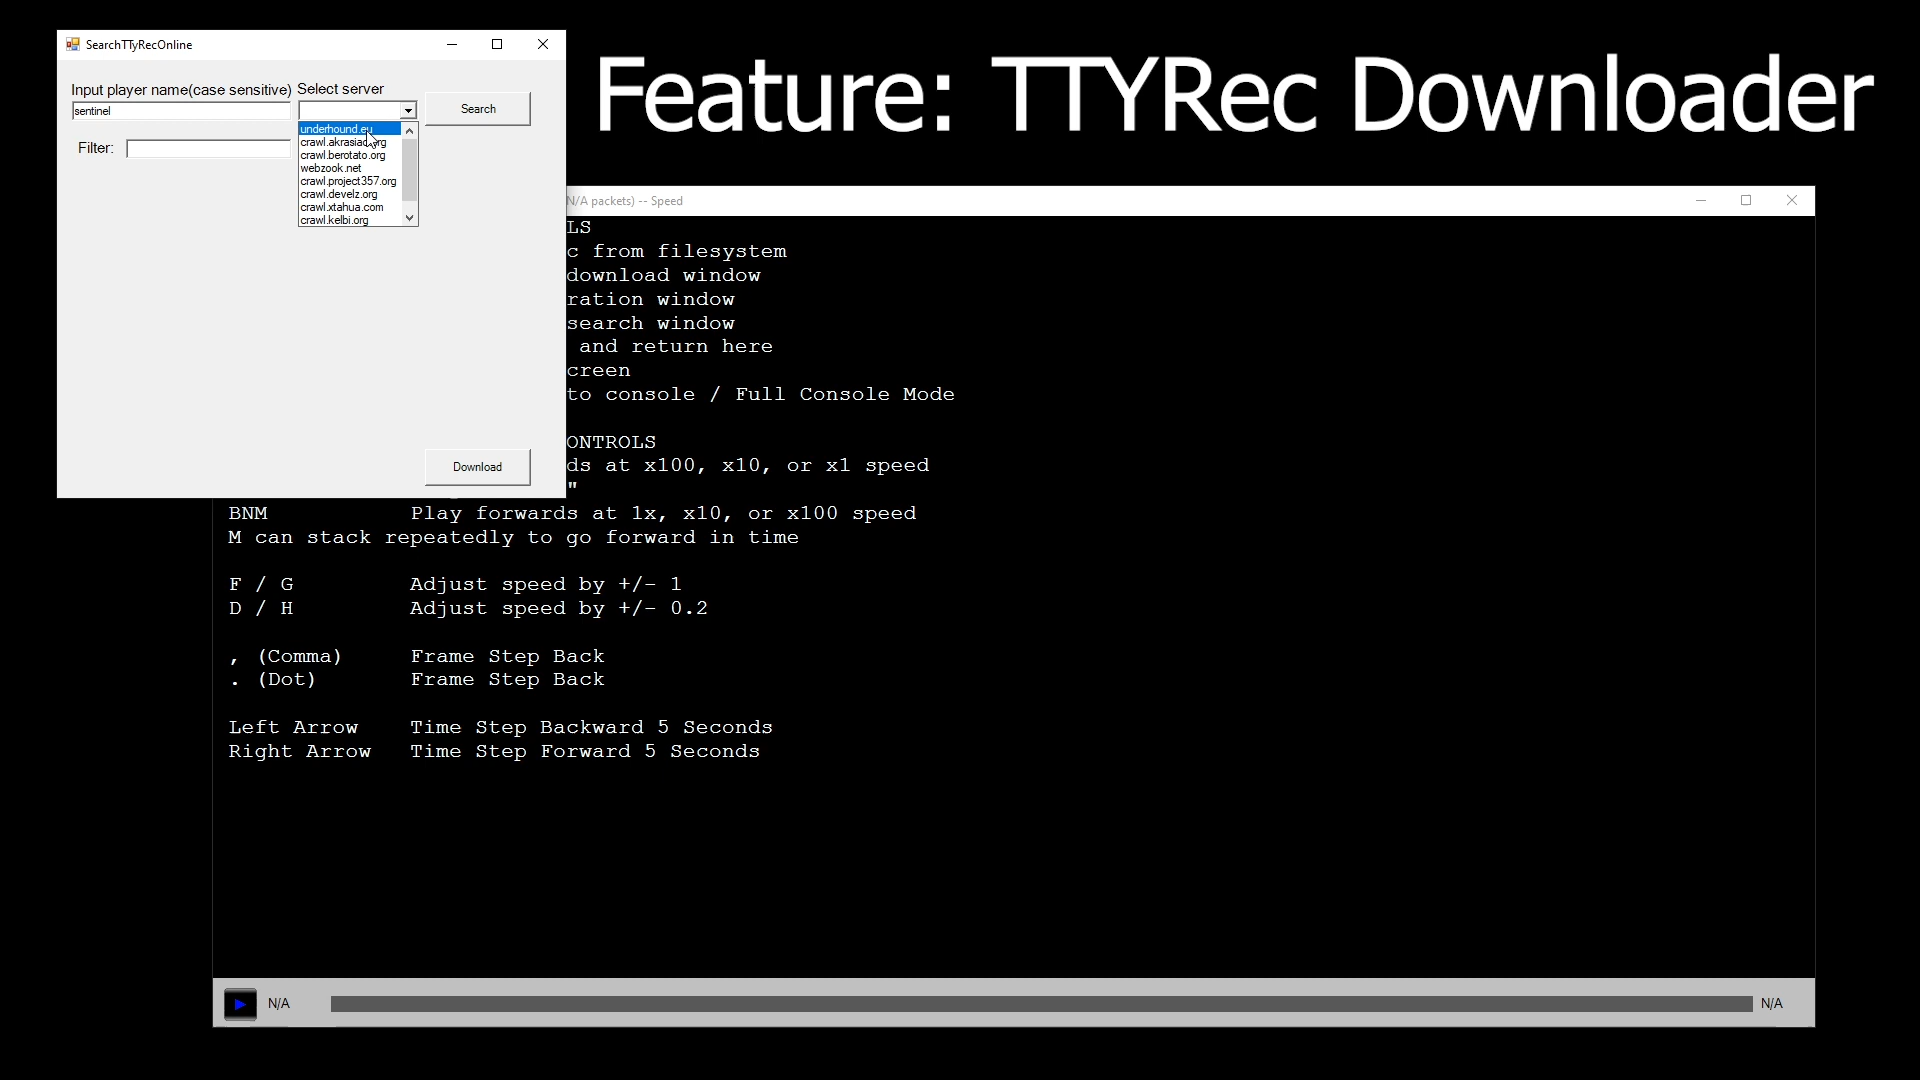 SearchTTyRecOnline
Feature: TTYRec Downloader
Input player name(case sensitive) Select server
sentinel
Search
Filter:
underhound.eu
crawl.akrasiac.org
crawl.berotato.org
webzook.net
crawl.project357.org
crawl.develz.org
crawl.xtahua.com
crawl.kelbi.org
Download
N/A packets) -- Speed
LS
c from filesystem
download window
ration window
search window
and return here
creen
to console / Full Console Mode
ONTROLS
ds at x100, x10, or x1 speed
"
BNM Play forwards at 1x, x10, or x100 speed
M can stack repeatedly to go forward in time
F / G Adjust speed by +/- 1
D / H Adjust speed by +/- 0.2
, (Comma) Frame Step Back
. (Dot) Frame Step Back
Left Arrow Time Step Backward 5 Seconds
Right Arrow Time Step Forward 5 Seconds
N/A N/A